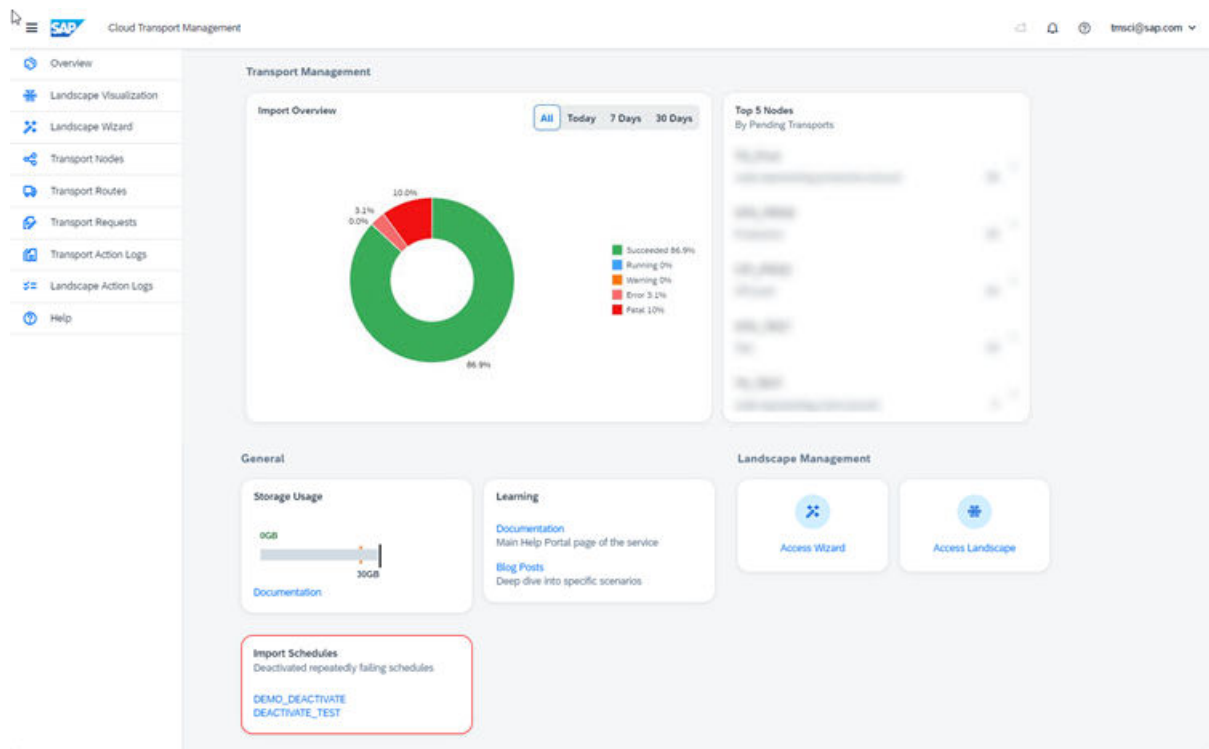 SAP
Cloud Transport Management
tmsci@sap.com
Overview
Landscape Visualization
Landscape Wizard
Transport Nodes
Transport Routes
Transport Requests
Transport Action Logs
Landscape Action Logs
Help
Transport Management
Import Overview
All Today 7 Days 30 Days
10.0%
3.1%
0.0%
86.9%
Succeeded 86.9%
Running 0%
Warning 0%
Error 3.1%
Fatal 10%
Top 5 Nodes
By Pending Transports
General
Storage Usage
0GB
30GB
Documentation
Learning
Documentation
Main Help Portal page of the service
Blog Posts
Deep dive into specific scenarios
Landscape Management
Access Wizard
Access Landscape
Import Schedules
Deactivated repeatedly failing schedules
DEMO_DEACTIVATE
DEACTIVATE_TEST